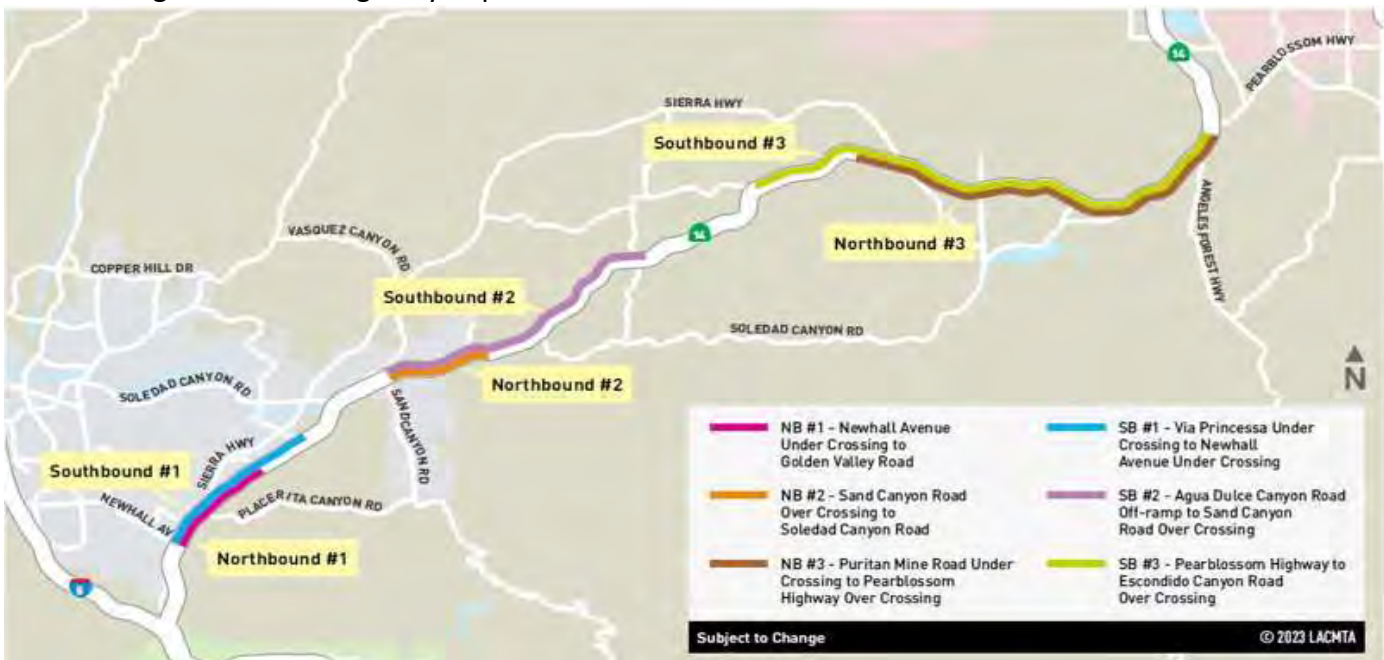 14
PEARBLOSSOM HWY
SIERRA HWY
Southbound #3
ANGELES FOREST HWY
VASQUEZ CANYON RD
14
Northbound #3
COPPER HILL DR
Southbound #2
SOLEDAD CANYON RD
N
Northbound #2
SOLEDAD CANYON RD
SAND CANYON RD
SIERRA HWY
Southbound #1
NEWHALL AV
PLACERITA CANYON RD
Northbound #1
5
NB #1 - Newhall Avenue
Under Crossing to
Golden Valley Road
NB #2 - Sand Canyon Road
Over Crossing to
Soledad Canyon Road
NB #3 - Puritan Mine Road Under
Crossing to Pearblossom
Highway Over Crossing
SB #1 - Via Princessa Under
Crossing to Newhall
Avenue Under Crossing
SB #2 - Agua Dulce Canyon Road
Off-ramp to Sand Canyon
Road Over Crossing
SB #3 - Pearblossom Highway to
Escondido Canyon Road
Over Crossing
Subject to Change
© 2023 LACMTA